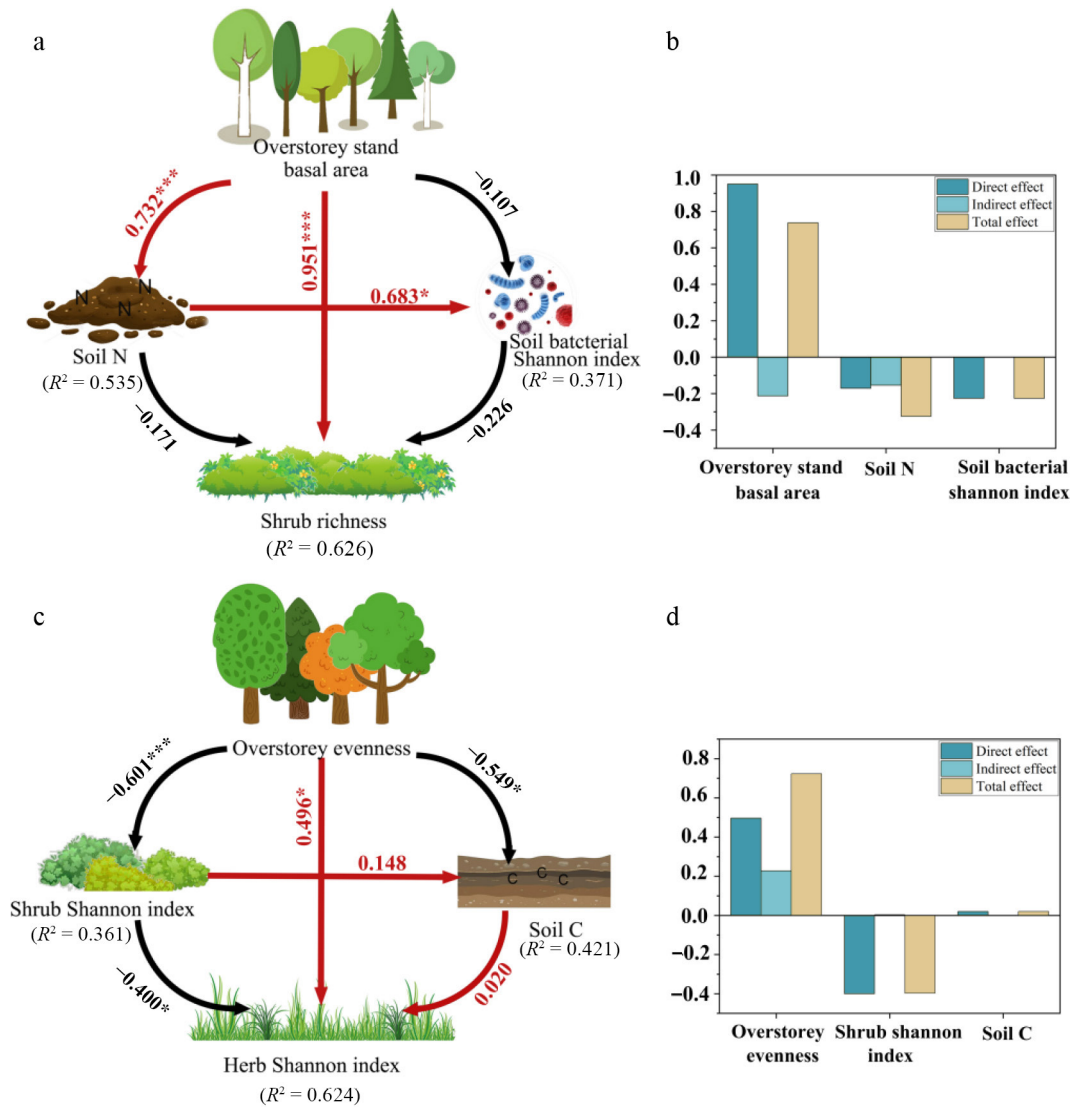 a
Overstorey stand
basal area
0.732***
0.951***
−0.107
N
N
N
0.683*
Soil N
(R² = 0.535)
Soil batcterial
Shannon index
(R² = 0.371)
−0.171
−0.226
Shrub richness
(R² = 0.626)
b
1.0
0.8
0.6
0.4
0.2
0.0
−0.2
−0.4
Direct effect
Indirect effect
Total effect
Overstorey stand
basal area
Soil N
Soil bacterial
shannon index
c
Overstorey evenness
−0.601***
0.496*
−0.549*
0.148
C
C
C
Shrub Shannon index
(R² = 0.361)
Soil C
(R² = 0.421)
−0.400*
0.020
Herb Shannon index
(R² = 0.624)
d
0.8
0.6
0.4
0.2
0.0
−0.2
−0.4
Direct effect
Indirect effect
Total effect
Overstorey
evenness
Shrub shannon
index
Soil C